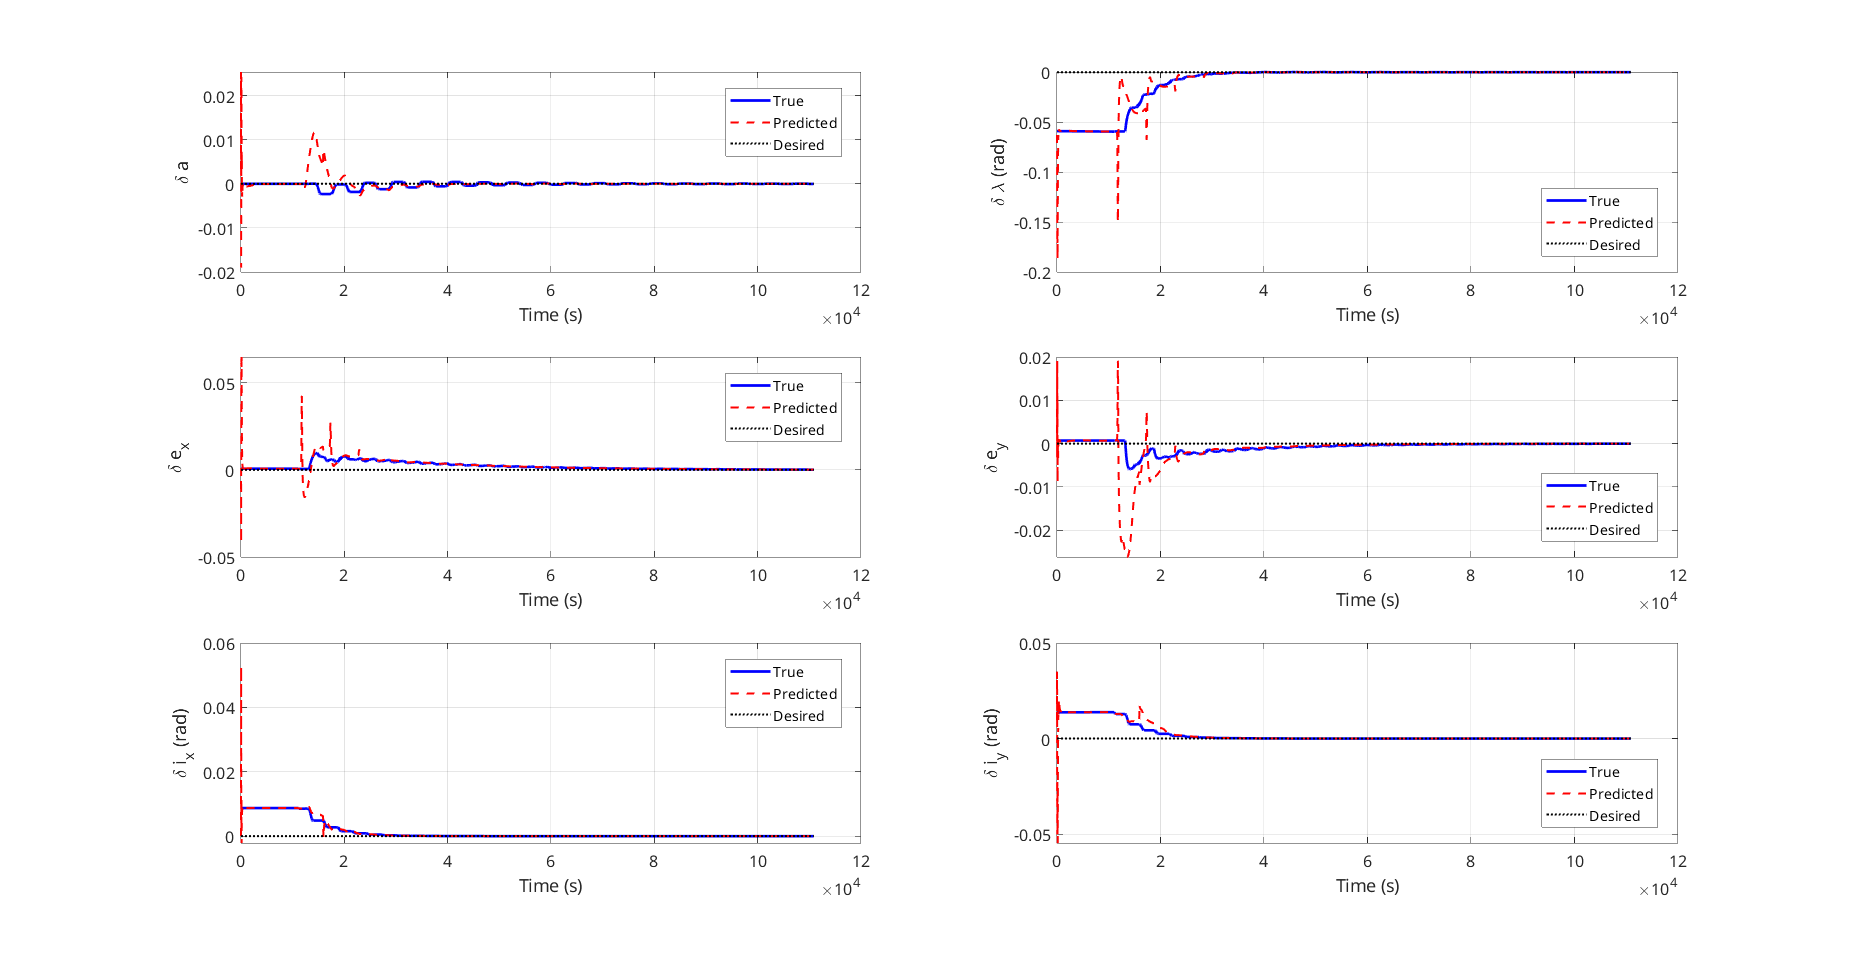 δ a
0.02
0.01
0
-0.01
-0.02
0 2 4 6 8 10 12
Time (s)
×10^4
True
Predicted
Desired
δ λ (rad)
0
-0.05
-0.1
-0.15
-0.2
0 2 4 6 8 10 12
Time (s)
×10^4
True
Predicted
Desired
δ e_x
0.05
0
-0.05
0 2 4 6 8 10 12
Time (s)
×10^4
True
Predicted
Desired
δ e_y
0.02
0.01
0
-0.01
-0.02
0 2 4 6 8 10 12
Time (s)
×10^4
True
Predicted
Desired
δ i_x (rad)
0.06
0.04
0.02
0
0 2 4 6 8 10 12
Time (s)
×10^4
True
Predicted
Desired
δ i_y (rad)
0.05
0
-0.05
0 2 4 6 8 10 12
Time (s)
×10^4
True
Predicted
Desired